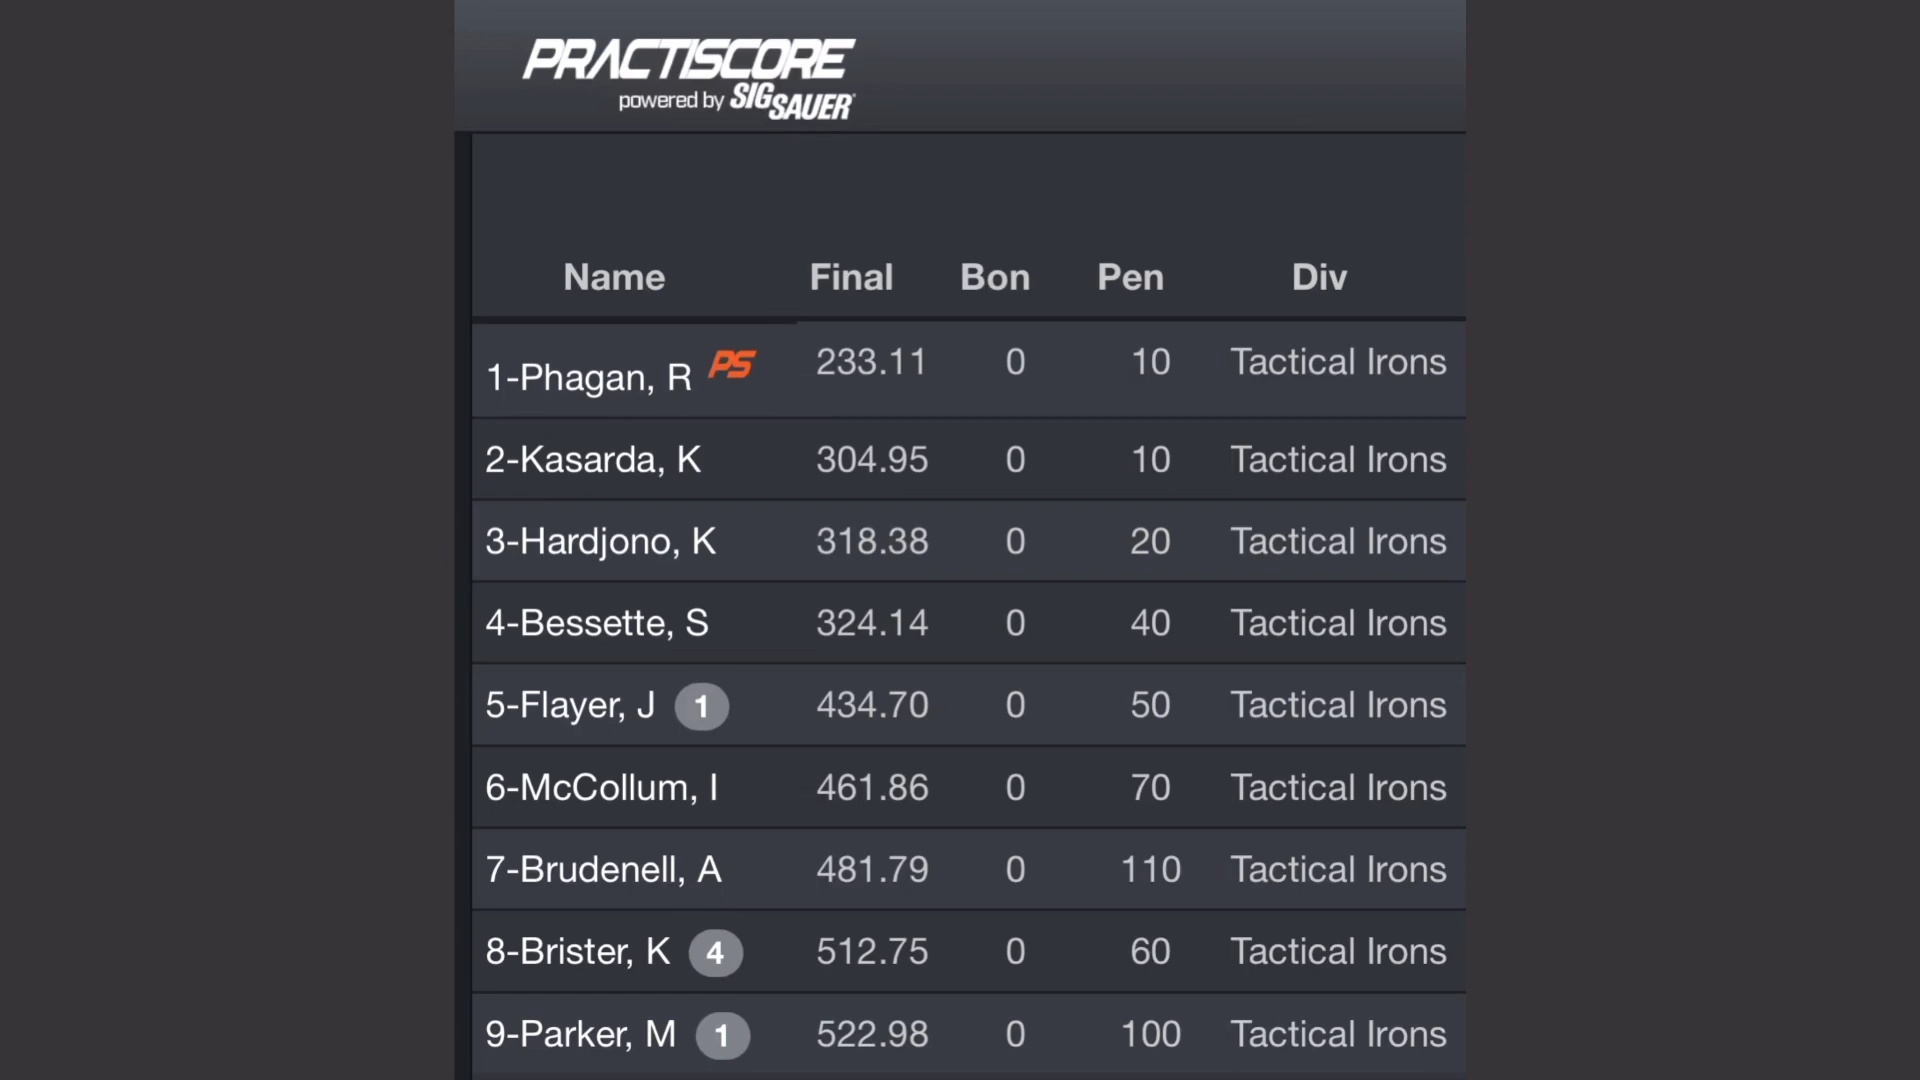 PRACTISCORE
powered by SIG SAUER
Name Final Bon Pen Div
1-Phagan, R PS 233.11 0 10 Tactical Irons
2-Kasarda, K 304.95 0 10 Tactical Irons
3-Hardjono, K 318.38 0 20 Tactical Irons
4-Bessette, S 324.14 0 40 Tactical Irons
5-Flayer, J 1 434.70 0 50 Tactical Irons
6-McCollum, I 461.86 0 70 Tactical Irons
7-Brudenell, A 481.79 0 110 Tactical Irons
8-Brister, K 4 512.75 0 60 Tactical Irons
9-Parker, M 1 522.98 0 100 Tactical Irons